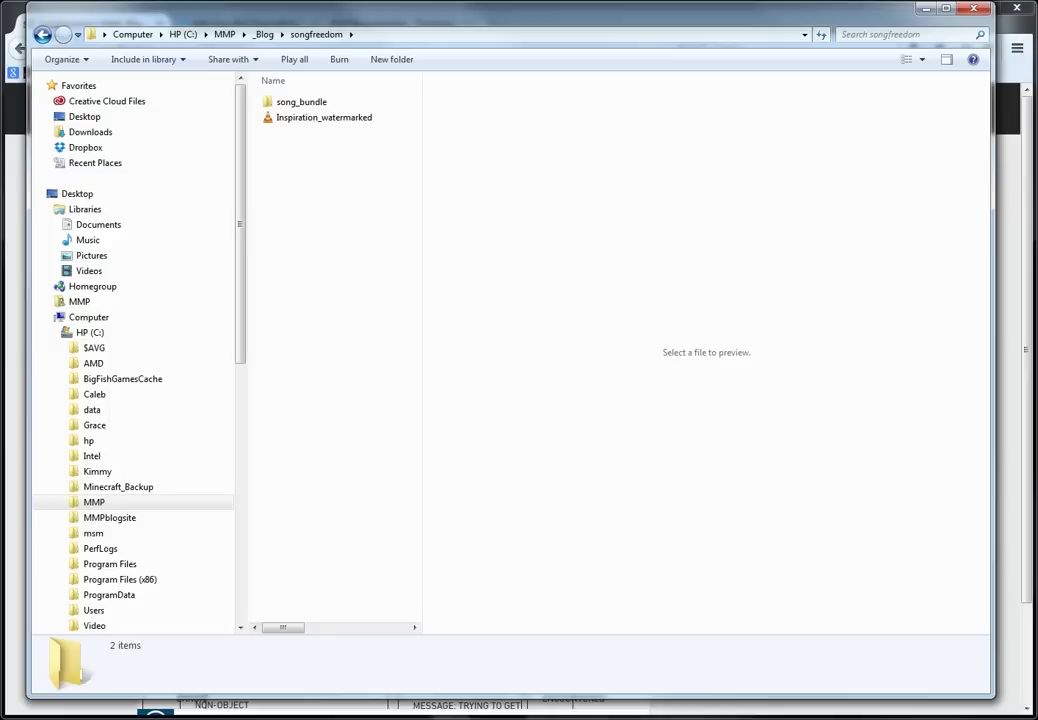 Computer HP (C:) MMP _Blog songfreedom
Search songfreedom
Organize Include in library Share with Play all Burn New folder
Name
song_bundle
Inspiration_watermarked
Favorites
Creative Cloud Files
Desktop
Downloads
Dropbox
Recent Places
Desktop
Libraries
Documents
Music
Pictures
Videos
Homegroup
MMP
Computer
HP (C:)
$AVG
AMD
BigFishGamesCache
Caleb
data
Grace
hp
Intel
Kimmy
Minecraft_Backup
MMP
MMPblogsite
msm
PerfLogs
Program Files
Program Files (x86)
ProgramData
Users
Video
Select a file to preview.
2 items
NON-OBJECT
MESSAGE: TRYING TO GET